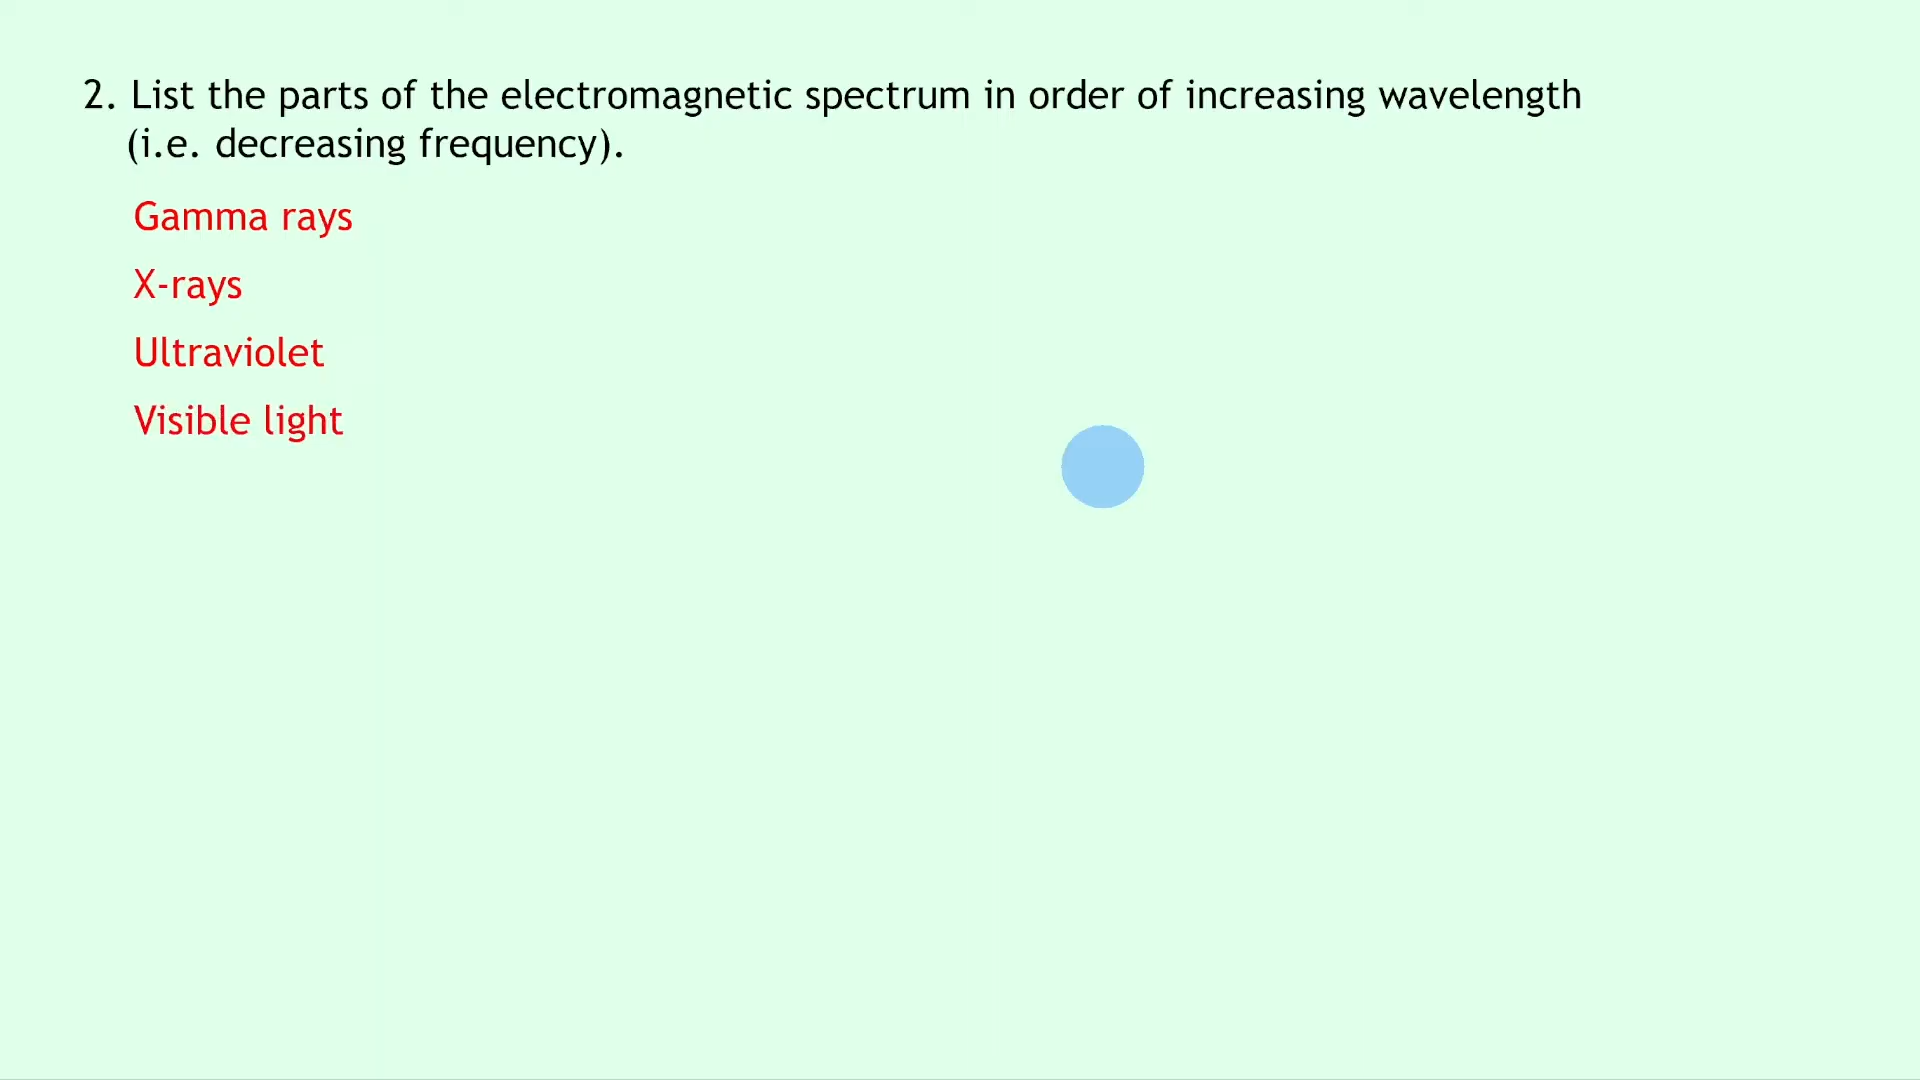 2. List the parts of the electromagnetic spectrum in order of increasing wavelength
(i.e. decreasing frequency).
Gamma rays
X-rays
Ultraviolet
Visible light